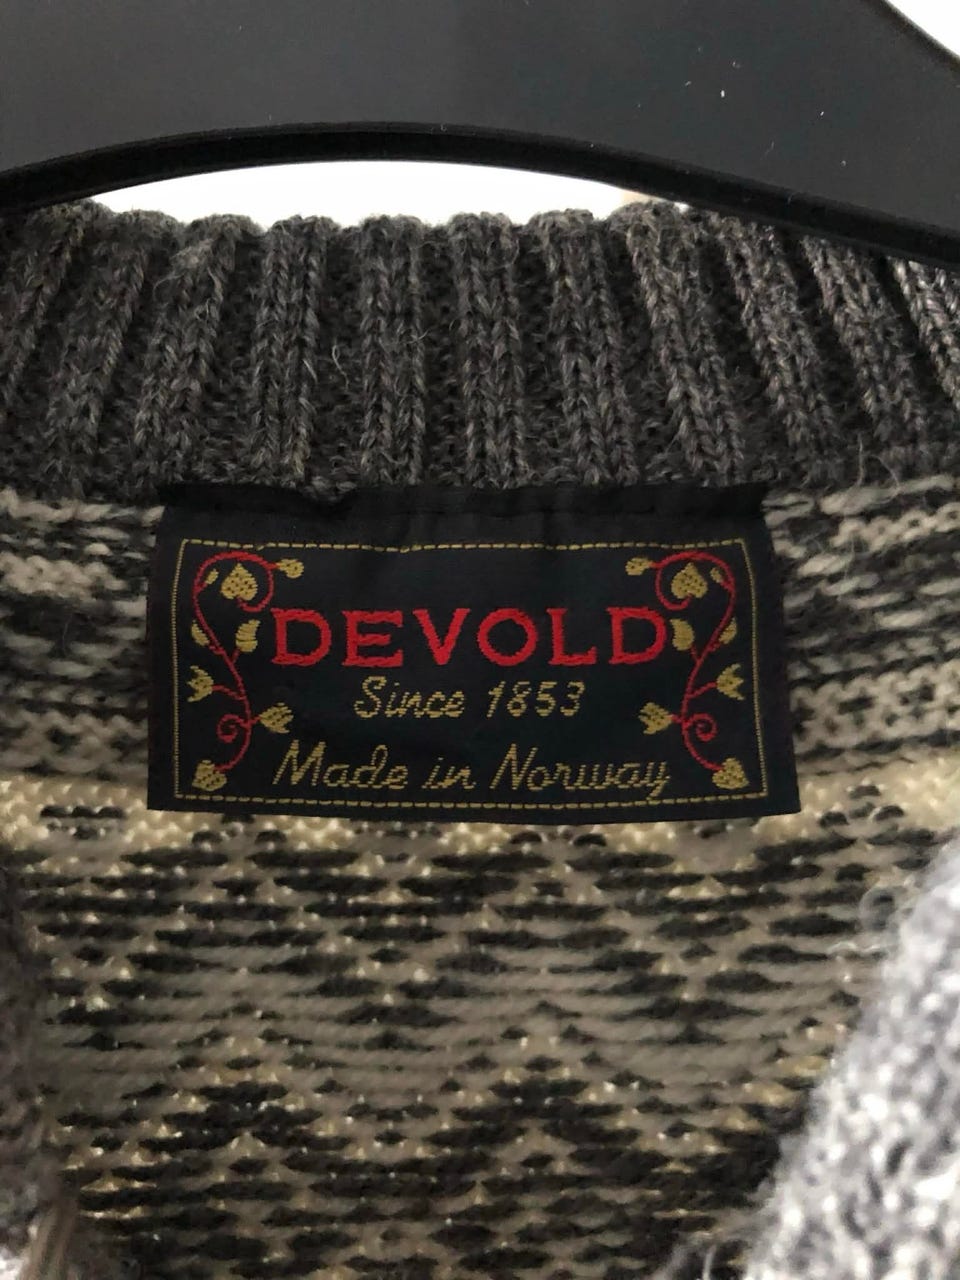 DEVOLD
Since 1853
Made in Norway